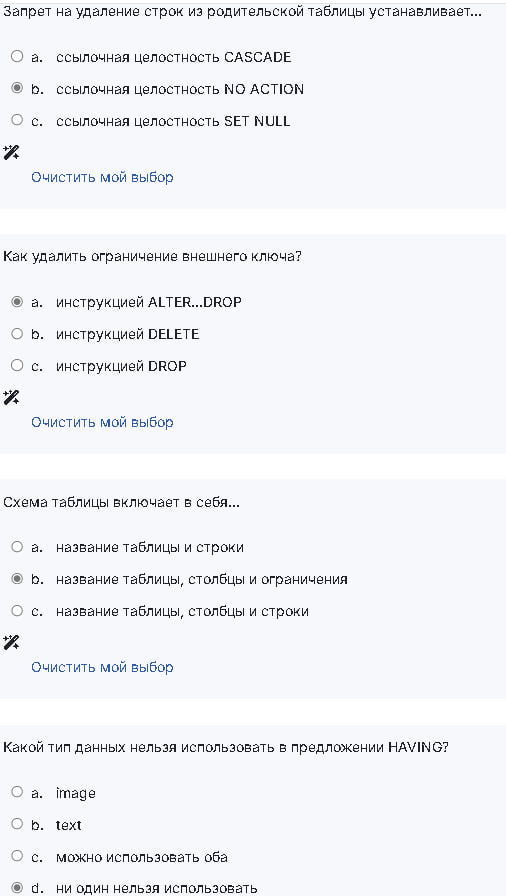 Запрет на удаление строк из родительской таблицы устанавливает...
a. ссылочная целостность CASCADE
b. ссылочная целостность NO ACTION
c. ссылочная целостность SET NULL
Очистить мой выбор
Как удалить ограничение внешнего ключа?
a. инструкцией ALTER...DROP
b. инструкцией DELETE
c. инструкцией DROP
Очистить мой выбор
Схема таблицы включает в себя...
a. название таблицы и строки
b. название таблицы, столбцы и ограничения
c. название таблицы, столбцы и строки
Очистить мой выбор
Какой тип данных нельзя использовать в предложении HAVING?
a. image
b. text
c. можно использовать оба
d. ни один нельзя использовать